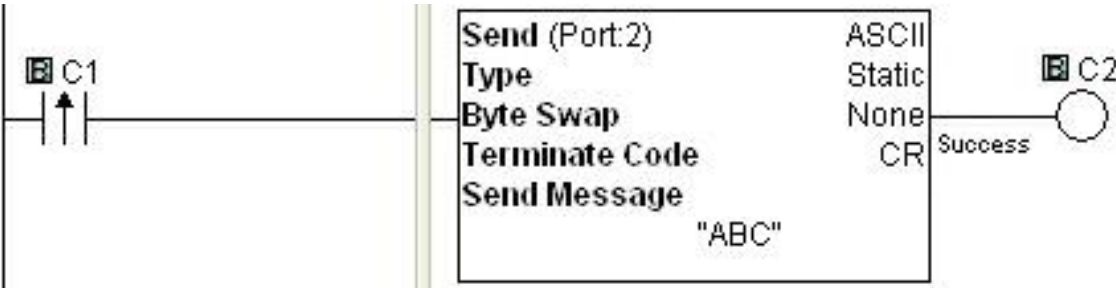 B C1
Send (Port:2) ASCII
Type Static
Byte Swap None
Terminate Code CR
Send Message
"ABC"
Success
B C2